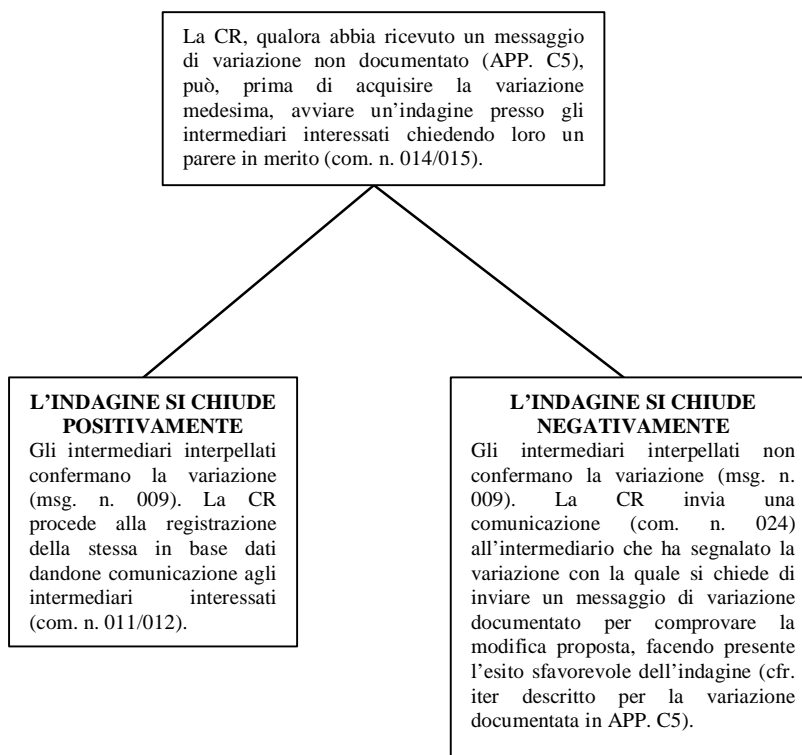 La CR, qualora abbia ricevuto un messaggio
di variazione non documentato (APP. C5),
può, prima di acquisire la variazione
medesima, avviare un’indagine presso gli
intermediari interessati chiedendo loro un
parere in merito (com. n. 014/015).
L’INDAGINE SI CHIUDE
POSITIVAMENTE
Gli intermediari interpellati
confermano la variazione
(msg. n. 009). La CR
procede alla registrazione
della stessa in base dati
dandone comunicazione agli
intermediari interessati
(com. n. 011/012).
L’INDAGINE SI CHIUDE
NEGATIVAMENTE
Gli intermediari interpellati non
confermano la variazione (msg. n.
009). La CR invia una
comunicazione (com. n. 024)
all’intermediario che ha segnalato la
variazione con la quale si chiede di
inviare un messaggio di variazione
documentato per comprovare la
modifica proposta, facendo presente
l’esito sfavorevole dell’indagine (cfr.
iter descritto per la variazione
documentata in APP. C5).